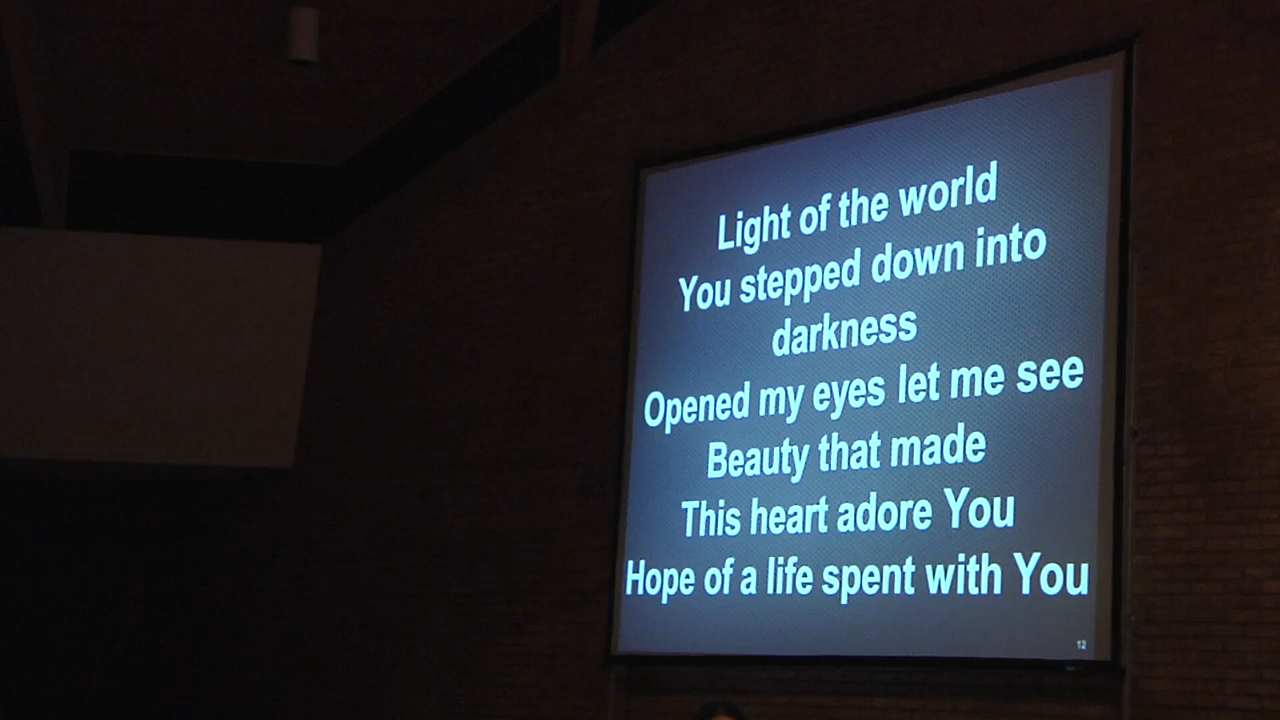 Light of the world
You stepped down into
darkness
Opened my eyes let me see
Beauty that made
This heart adore You
Hope of a life spent with You
12